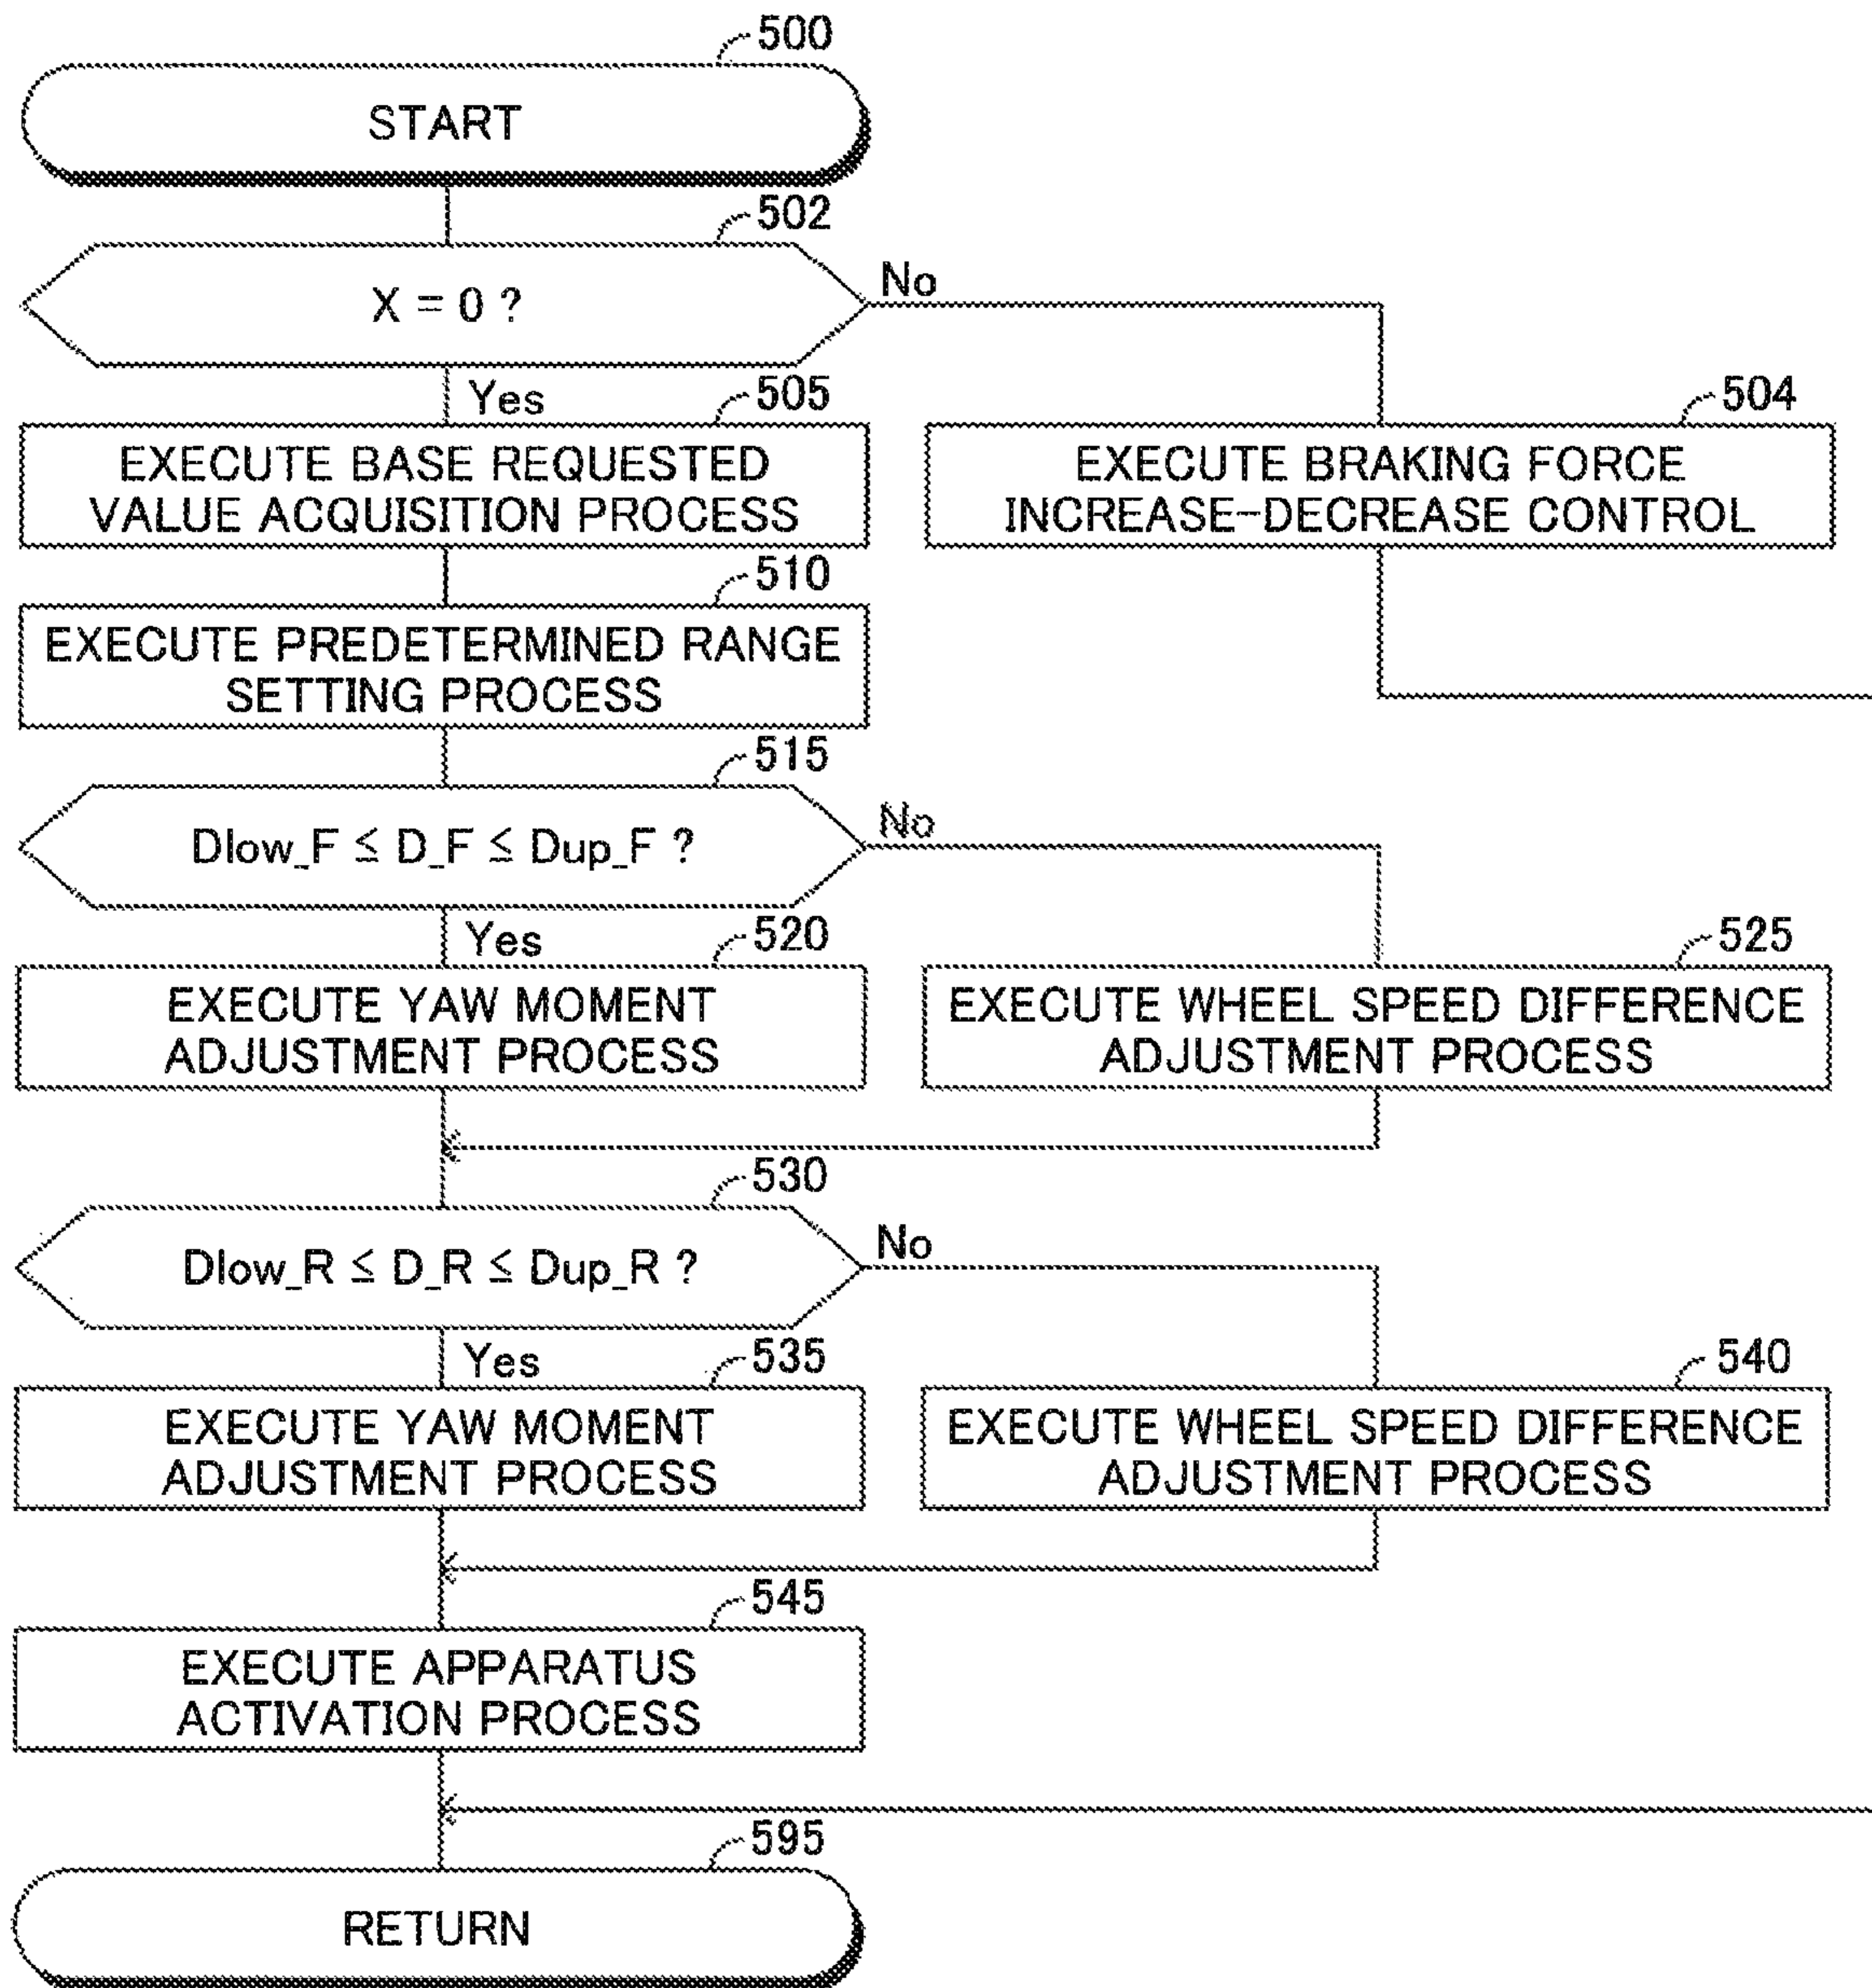 500
START
502
X = 0 ?
No
Yes
505
504
EXECUTE BASE REQUESTED
VALUE ACQUISITION PROCESS
EXECUTE BRAKING FORCE
INCREASE-DECREASE CONTROL
510
EXECUTE PREDETERMINED RANGE
SETTING PROCESS
515
Dlow_F ≦ D_F ≦ Dup_F ?
No
Yes
520
525
EXECUTE YAW MOMENT
ADJUSTMENT PROCESS
EXECUTE WHEEL SPEED DIFFERENCE
ADJUSTMENT PROCESS
530
Dlow_R ≦ D_R ≦ Dup_R ?
No
Yes
535
540
EXECUTE YAW MOMENT
ADJUSTMENT PROCESS
EXECUTE WHEEL SPEED DIFFERENCE
ADJUSTMENT PROCESS
545
EXECUTE APPARATUS
ACTIVATION PROCESS
595
RETURN